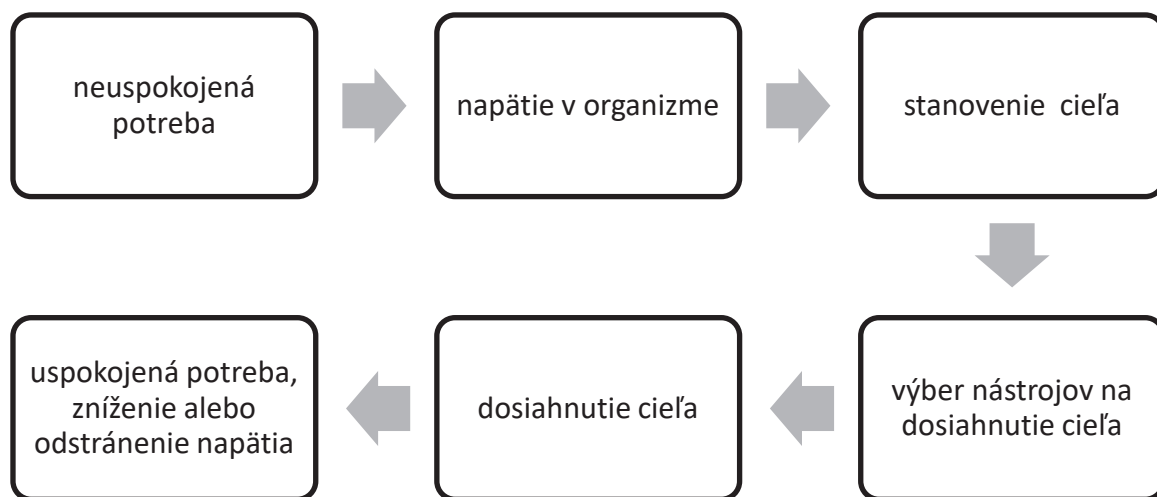 neuspokojená
potreba
napätie v organizme
stanovenie cieľa
výber nástrojov na
dosiahnutie cieľa
dosiahnutie cieľa
uspokojená potreba,
zníženie alebo
odstránenie napätia